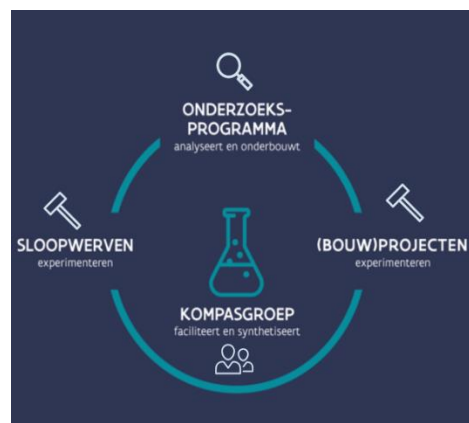 ONDERZOEKS-
PROGRAMMA
analyseert en onderbouwt
SLOOPWERVEN
experimenteren
(BOUW)PROJECTEN
experimenteren
KOMPASGROEP
faciliteert en synthetiseert